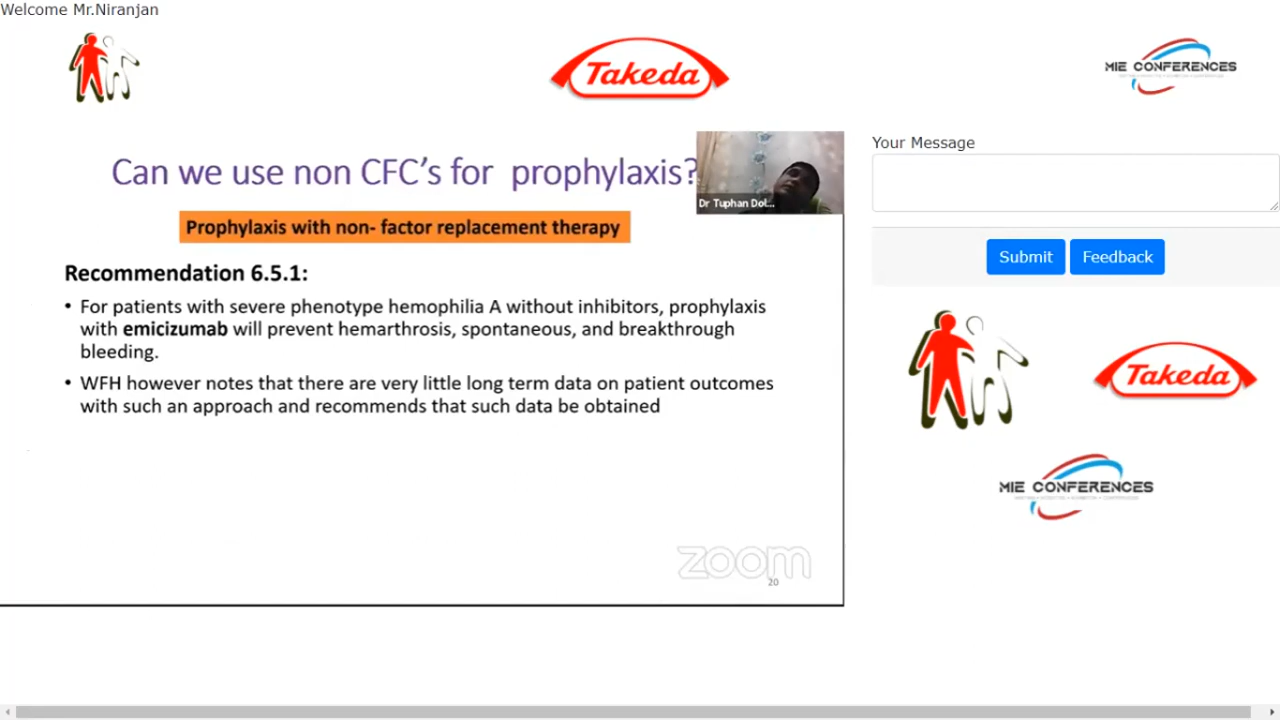 Welcome Mr.Niranjan
Takeda
MIE CONFERENCES
Can we use non CFC's for prophylaxis?
Dr Tuphan Dol...
Your Message
Prophylaxis with non- factor replacement therapy
Submit
Feedback
Recommendation 6.5.1:
• For patients with severe phenotype hemophilia A without inhibitors, prophylaxis
with emicizumab will prevent hemarthrosis, spontaneous, and breakthrough
bleeding.
• WFH however notes that there are very little long term data on patient outcomes
with such an approach and recommends that such data be obtained
Takeda
MIE CONFERENCES
zoom
20